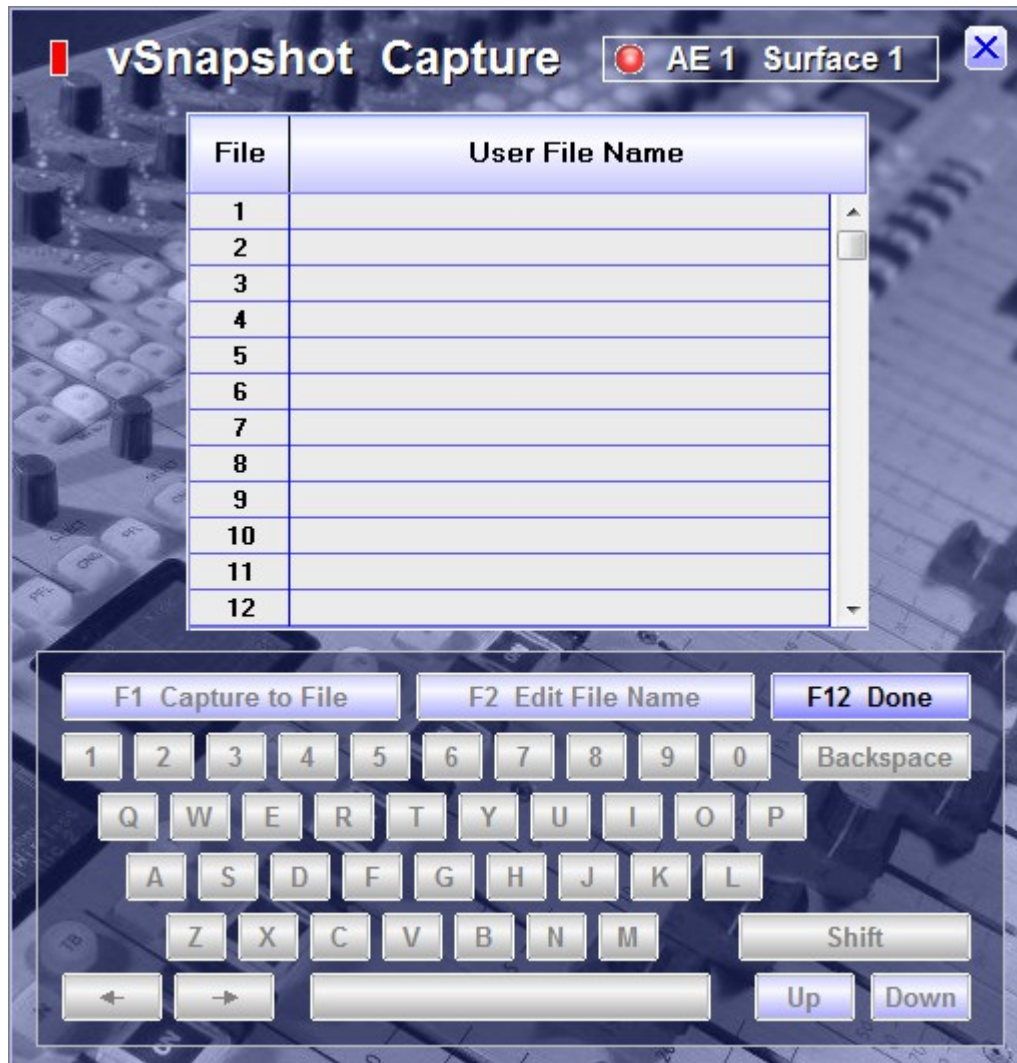 vSnapshot Capture
AE 1 Surface 1
File User File Name
1
2
3
4
5
6
7
8
9
10
11
12
F1 Capture to File F2 Edit File Name F12 Done
1 2 3 4 5 6 7 8 9 0 Backspace
Q W E R T Y U I O P
A S D F G H J K L
Z X C V B N M Shift
Up Down